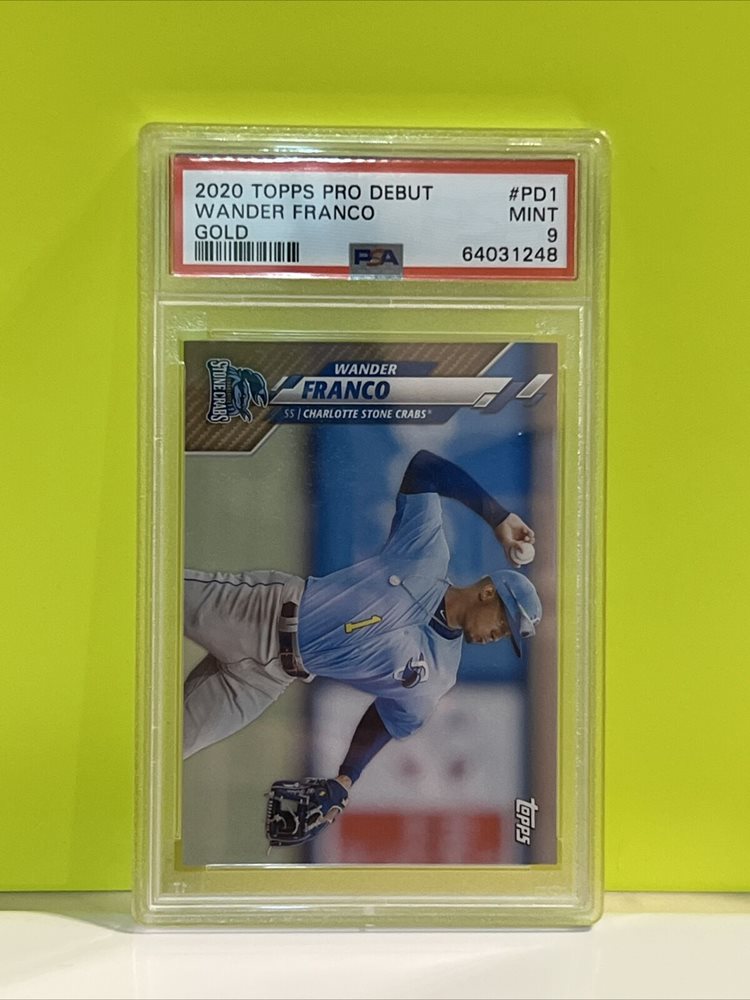 2020 TOPPS PRO DEBUT #PD1
WANDER FRANCO MINT
GOLD 9
PSA 64031248
STONE CRABS
WANDER
FRANCO
SS | CHARLOTTE STONE CRABS
1
topps